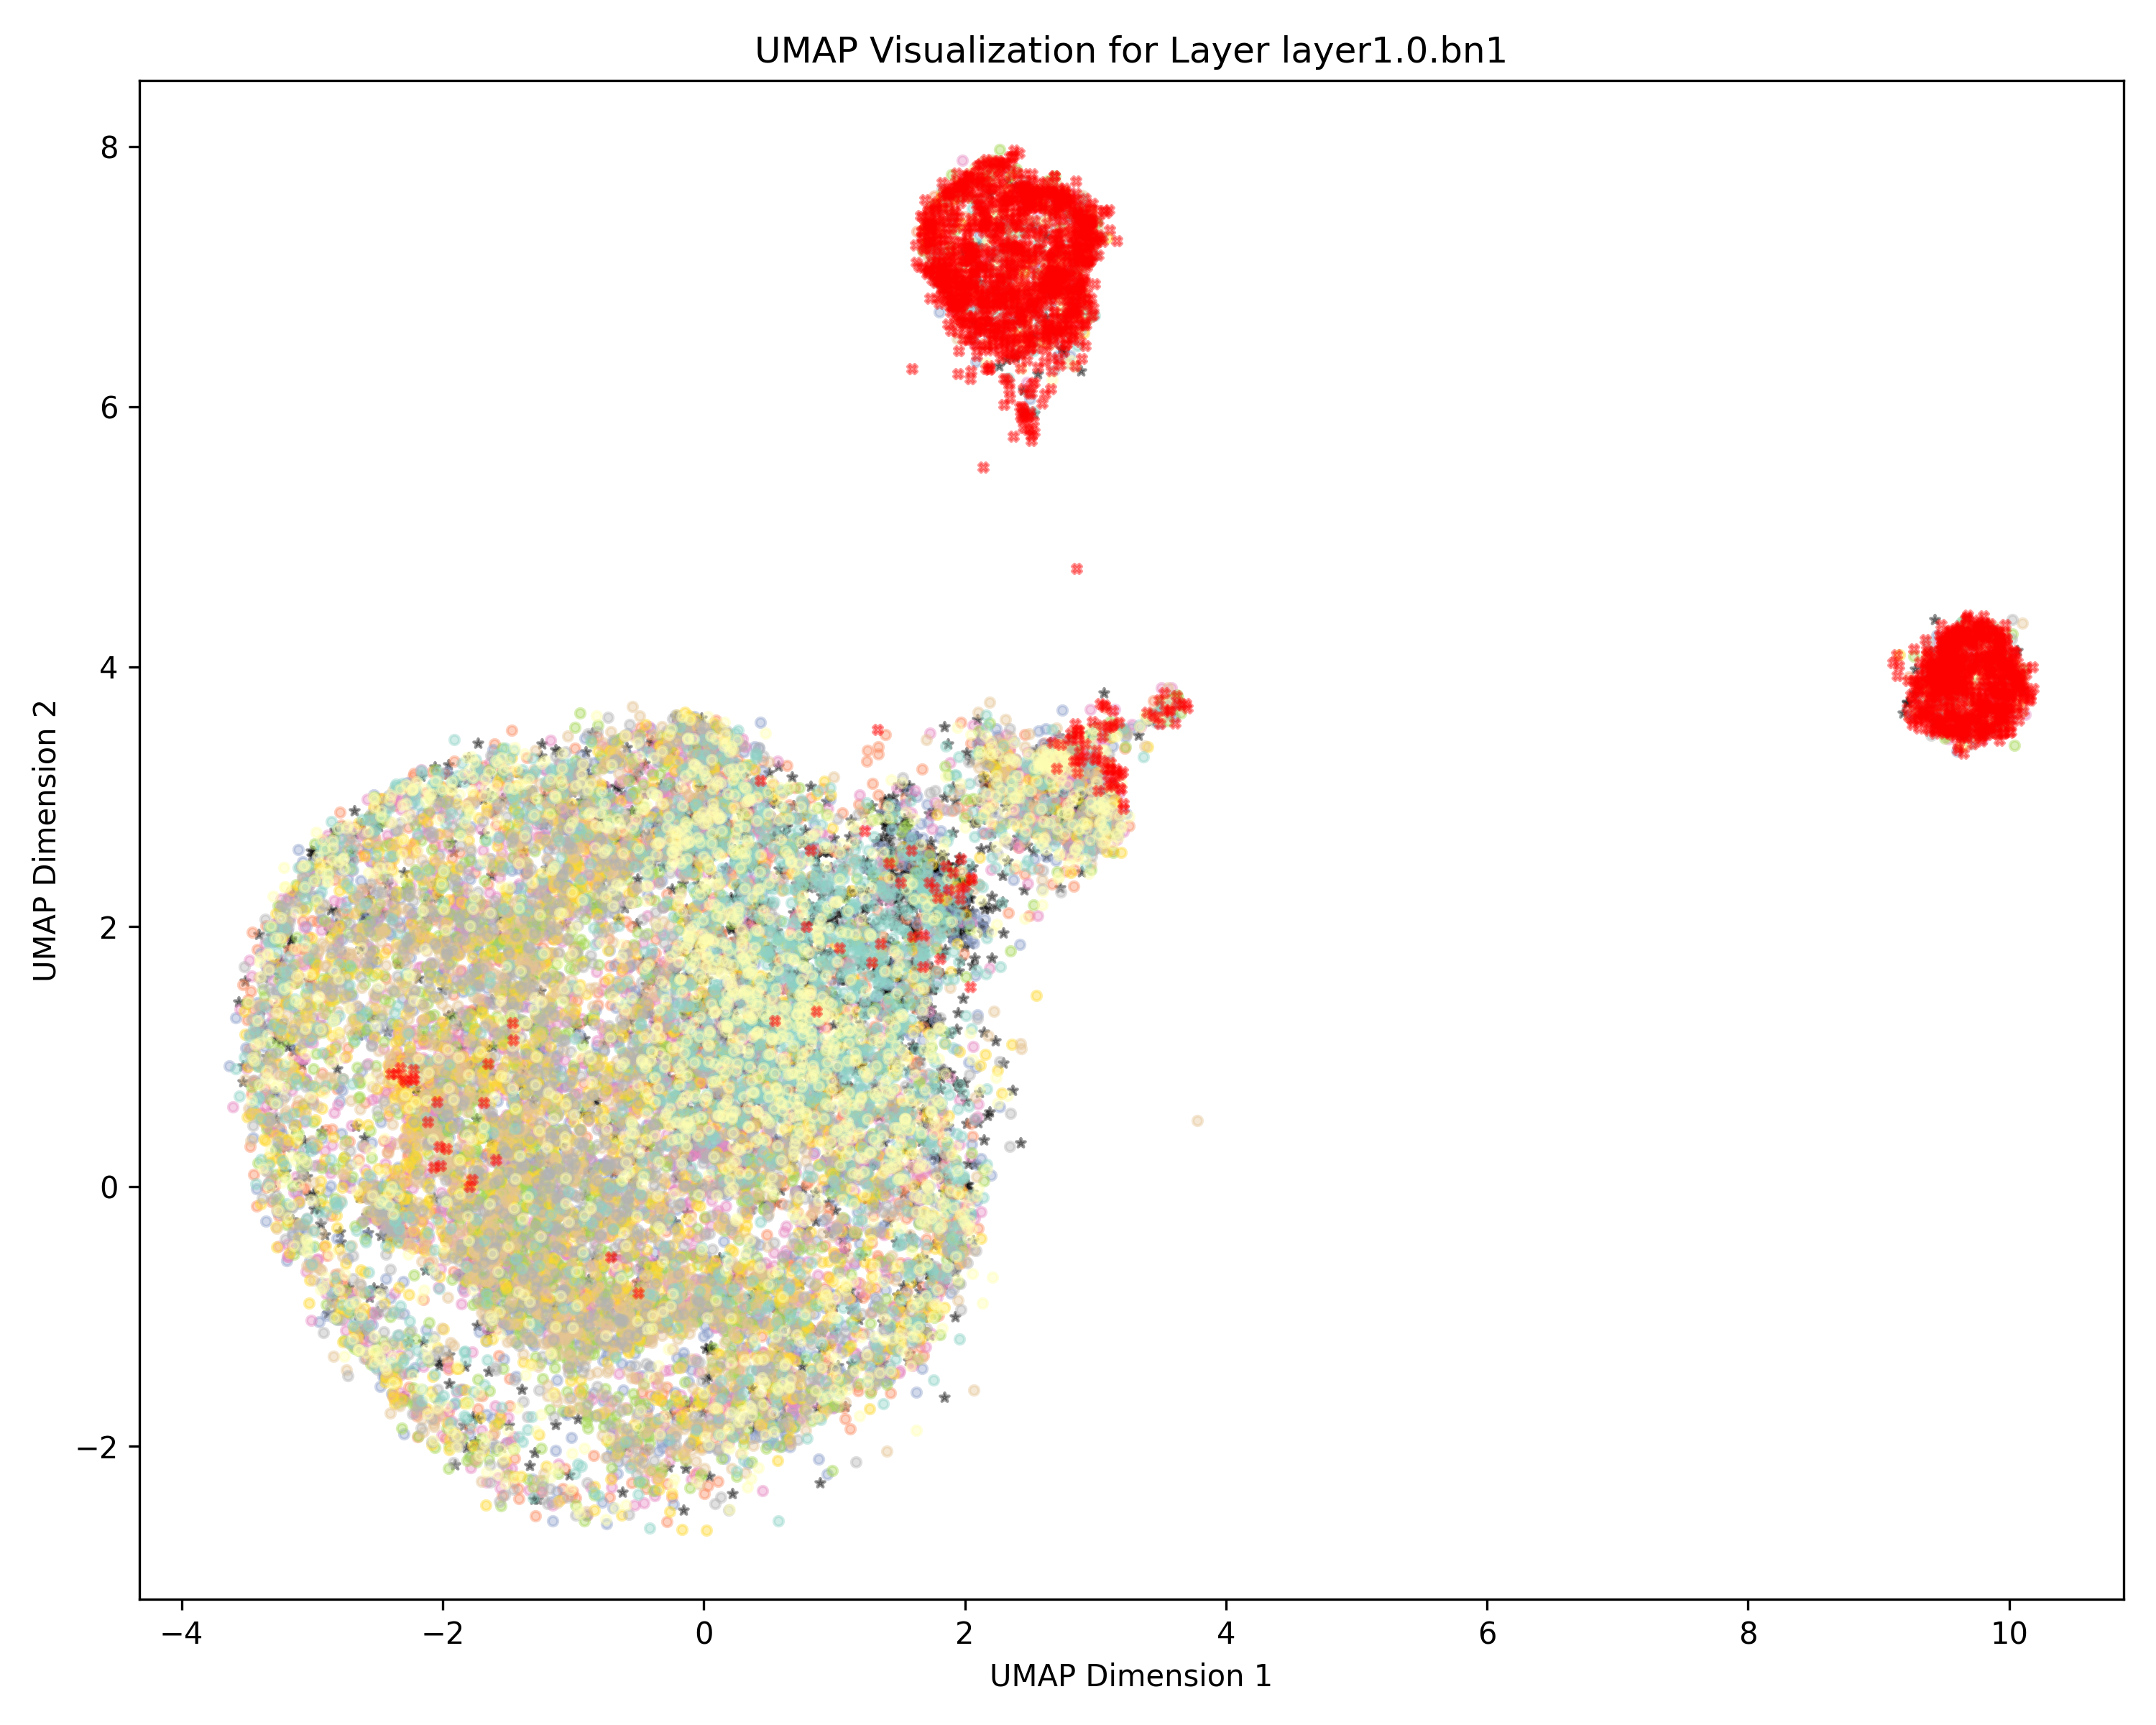 UMAP Visualization for Layer layer1.0.bn1
8
6
4
2
0
−2
UMAP Dimension 2
−4 −2 0 2 4 6 8 10
UMAP Dimension 1